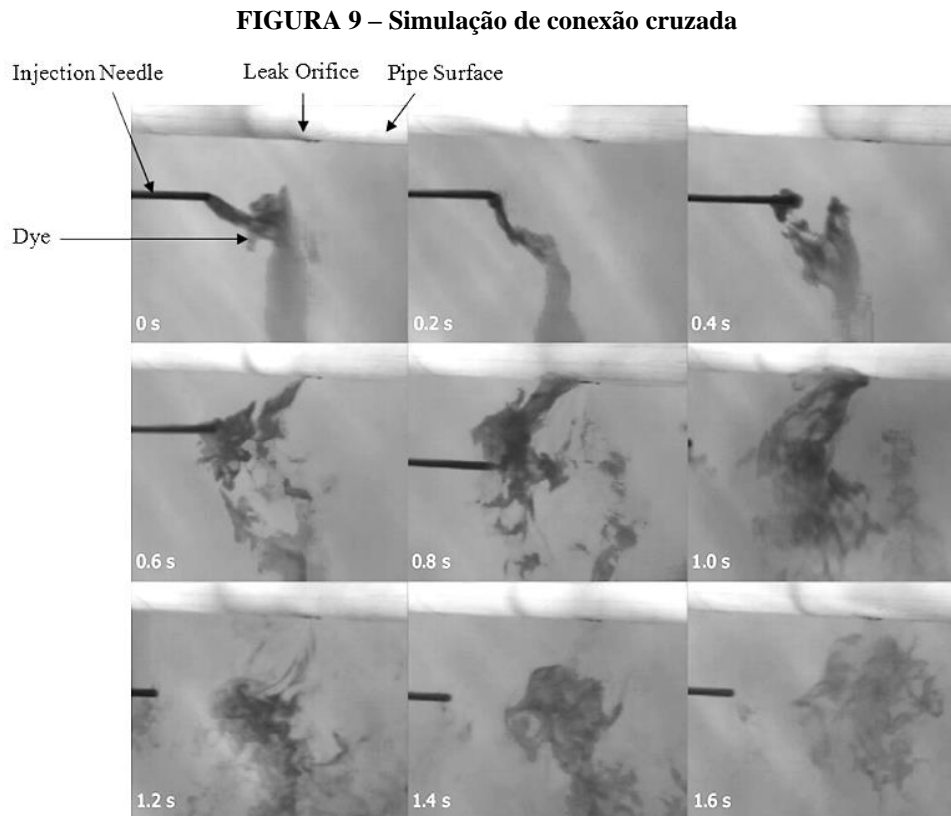 FIGURA 9 – Simulação de conexão cruzada
Injection Needle Leak Orifice Pipe Surface
Dye
0 s 0.2 s 0.4 s
0.6 s 0.8 s 1.0 s
1.2 s 1.4 s 1.6 s